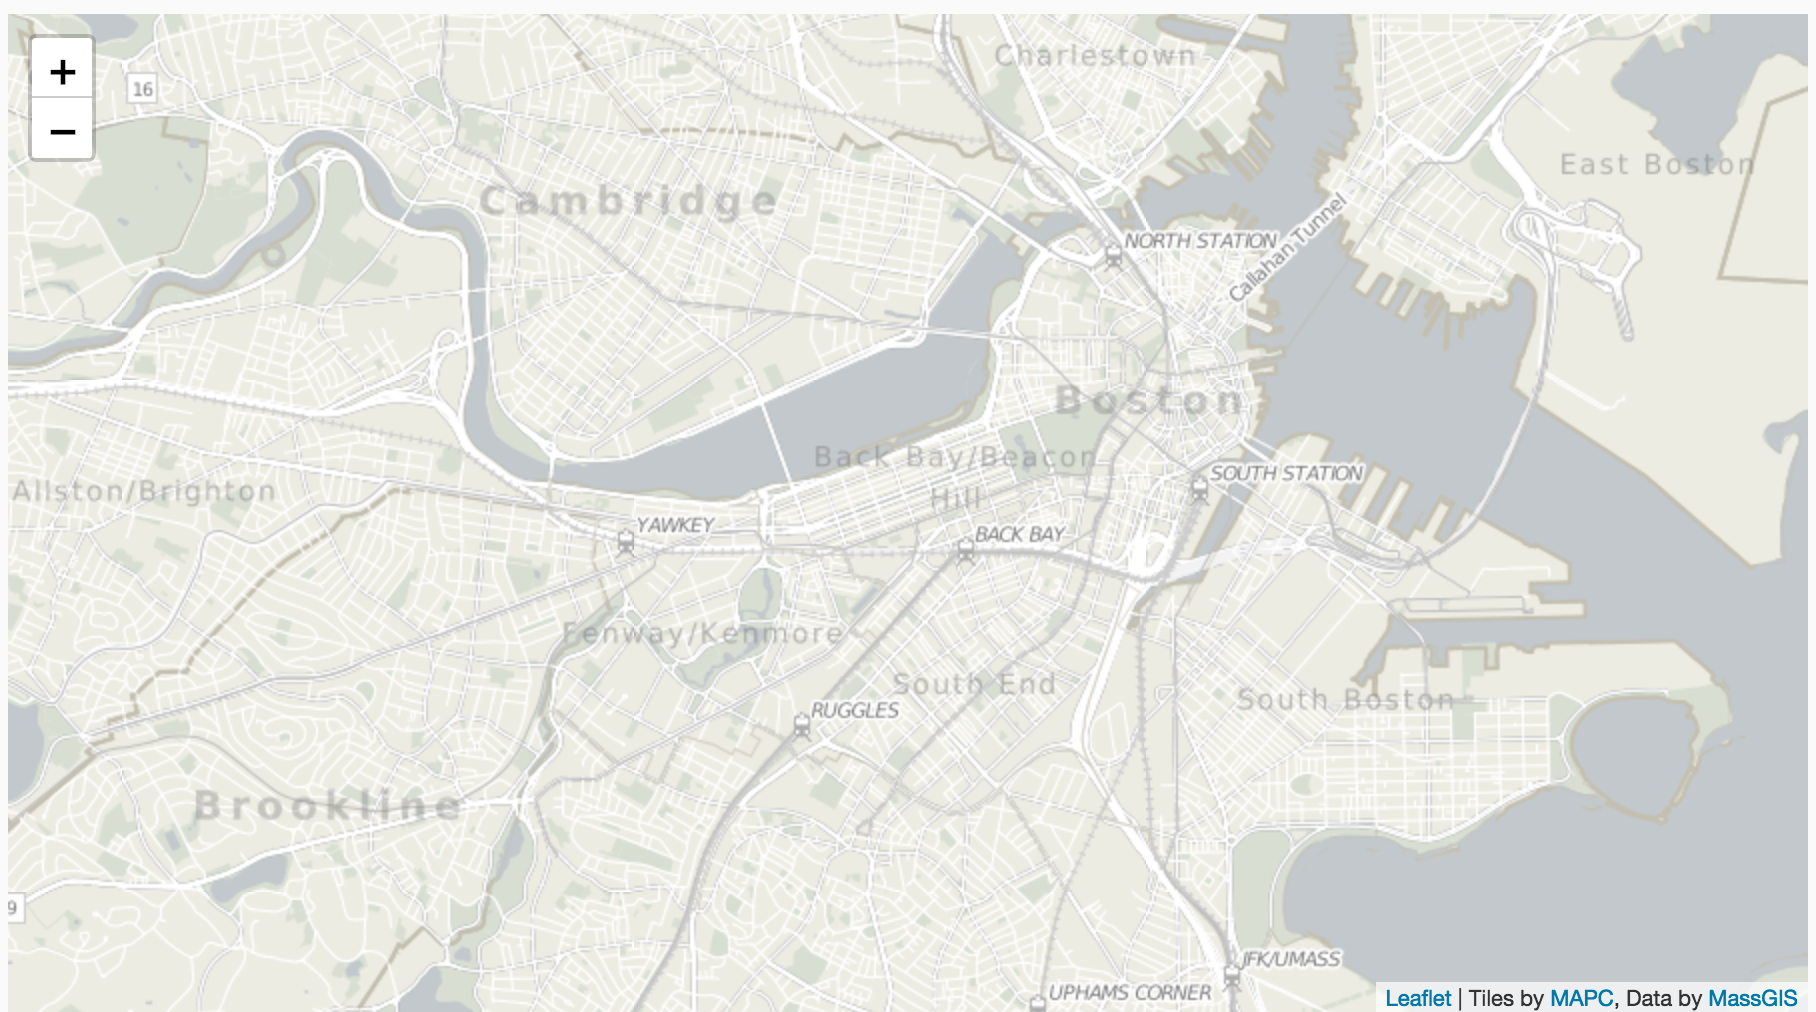 +
−
16
Charlestown
East Boston
Cambridge
NORTH STATION
Callahan Tunnel
Boston
Back Bay/Beacon
Hill
SOUTH STATION
Allston/Brighton
YAWKEY
BACK BAY
Fenway/Kenmore
South End
South Boston
RUGGLES
Brookline
9
JFK/UMASS
UPHAMS CORNER
Leaflet | Tiles by MAPC, Data by MassGIS